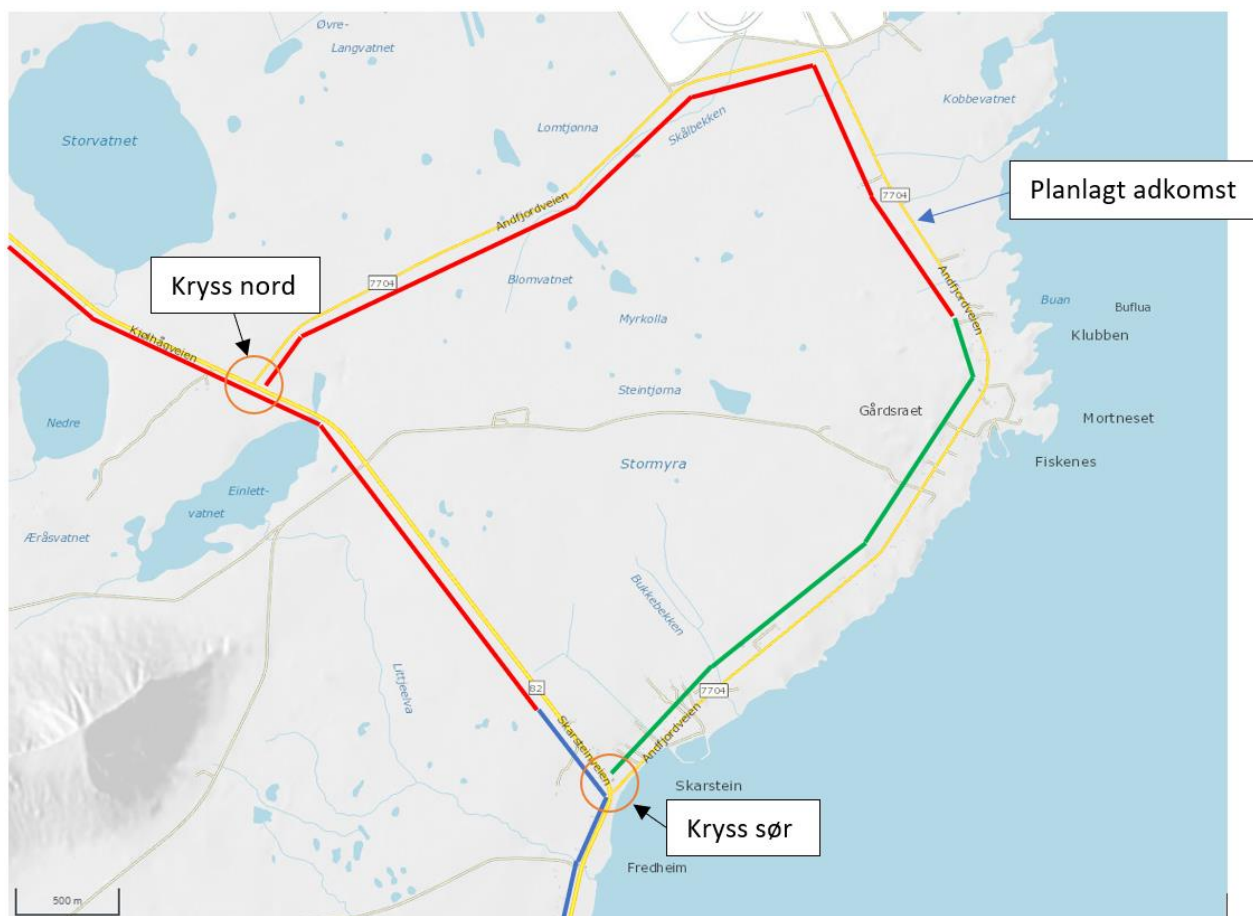 Øvre-
Langvatnet
Kobbevatnet
Storvatnet
Lomtjønna
Skålbekken
Planlagt adkomst
7704
Andfjordveien
7704
Kryss nord
Blomvatnet
Andfjordveien
Buan
Buflua
Klubben
Myrkolla
Kjølhågveien
Steintjørna
Gårdsraet
Mortneset
Nedre
Fiskenes
Stormyra
Einlett-
vatnet
Æråsvatnet
Bukkebekken
Littjeelva
82
7704
Skarsteinveien
Andfjordveien
Skarstein
Kryss sør
Fredheim
500 m